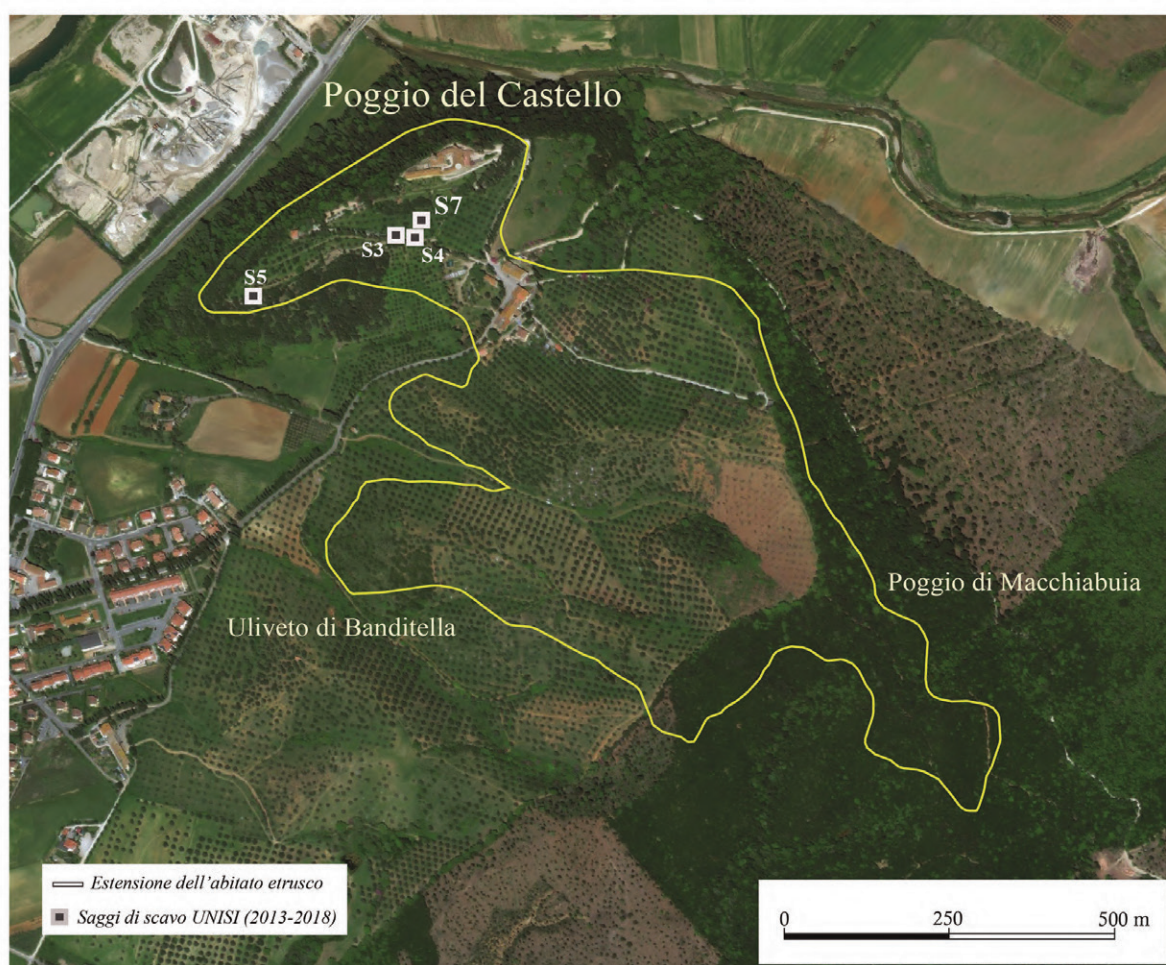 Poggio del Castello
S7
S3
S4
S5
Poggio di Macchiabuia
Uliveto di Banditella
Estensione dell'abitato etrusco
Saggi di scavo UNISI (2013-2018)
0 250 500 m